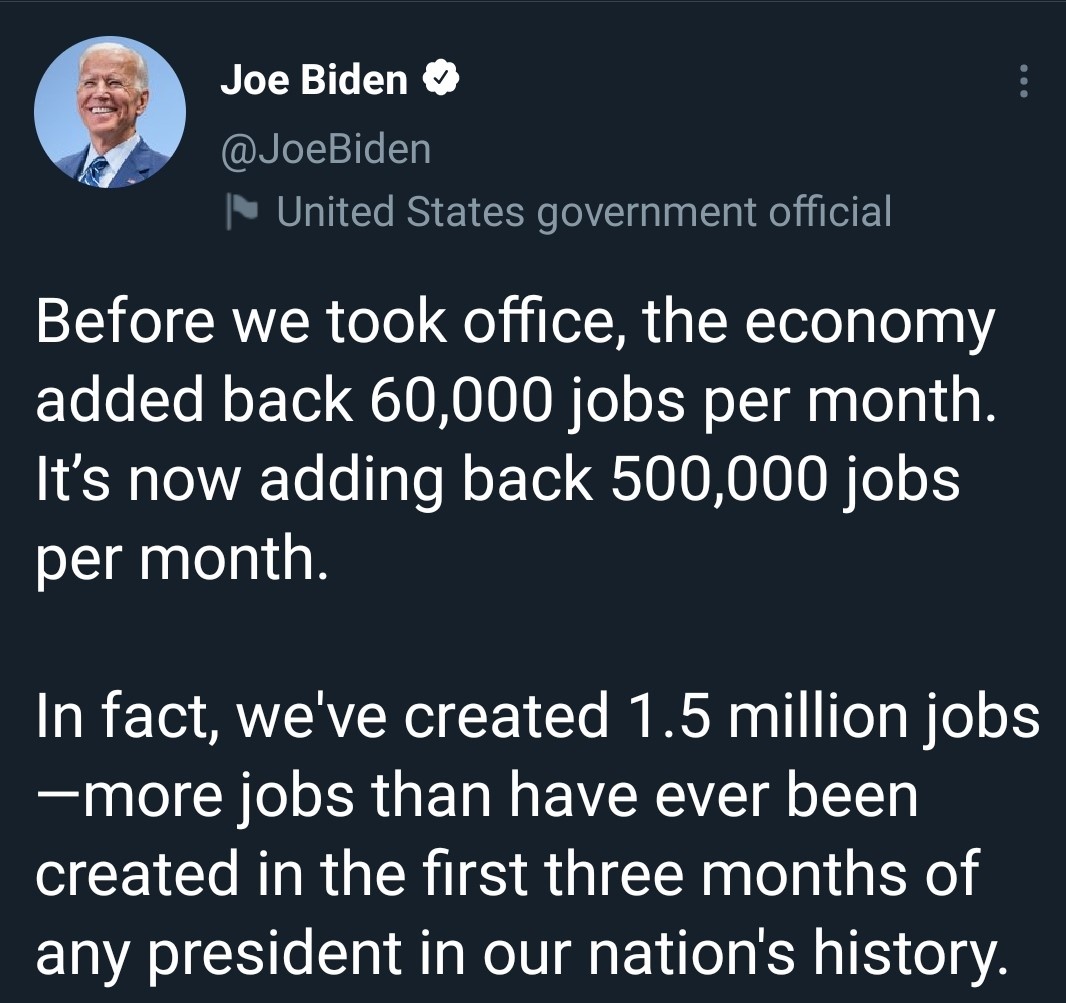 Joe Biden
@JoeBiden
United States government official
Before we took office, the economy
added back 60,000 jobs per month.
It’s now adding back 500,000 jobs
per month.
In fact, we've created 1.5 million jobs
—more jobs than have ever been
created in the first three months of
any president in our nation's history.